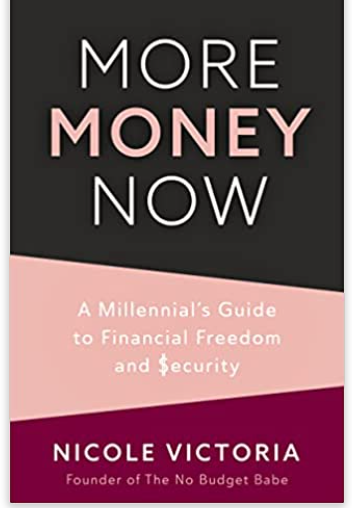 MORE
MONEY
NOW
A Millennial's Guide
to Financial Freedom
and $ecurity
NICOLE VICTORIA
Founder of The No Budget Babe